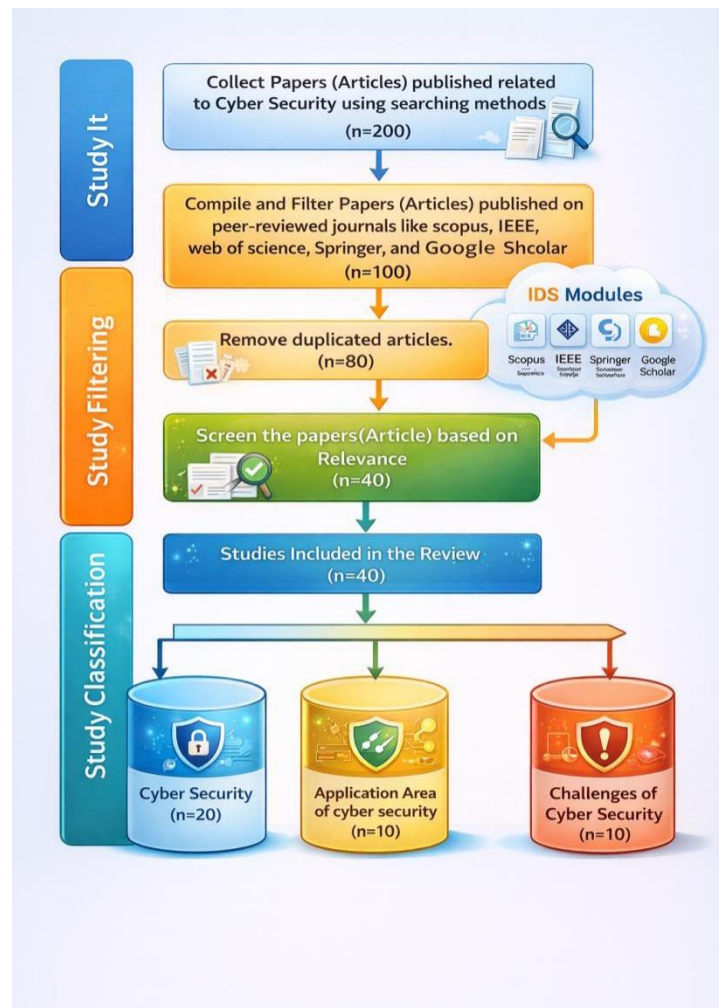 Study It
Collect Papers (Articles) published related
to Cyber Security using searching methods
(n=200)
Compile and Filter Papers (Articles) published on
peer-reviewed journals like scopus, IEEE,
web of science, Springer, and Google Shcolar
(n=100)
Study Filtering
IDS Modules
Scopus IEEE Springer Google
Scholar
Remove duplicated articles.
(n=80)
Screen the papers(Article) based on
Relevance
(n=40)
Study Classification
Studies Included in the Review
(n=40)
Cyber Security
(n=20)
Application Area
of cyber security
(n=10)
Challenges of
Cyber Security
(n=10)